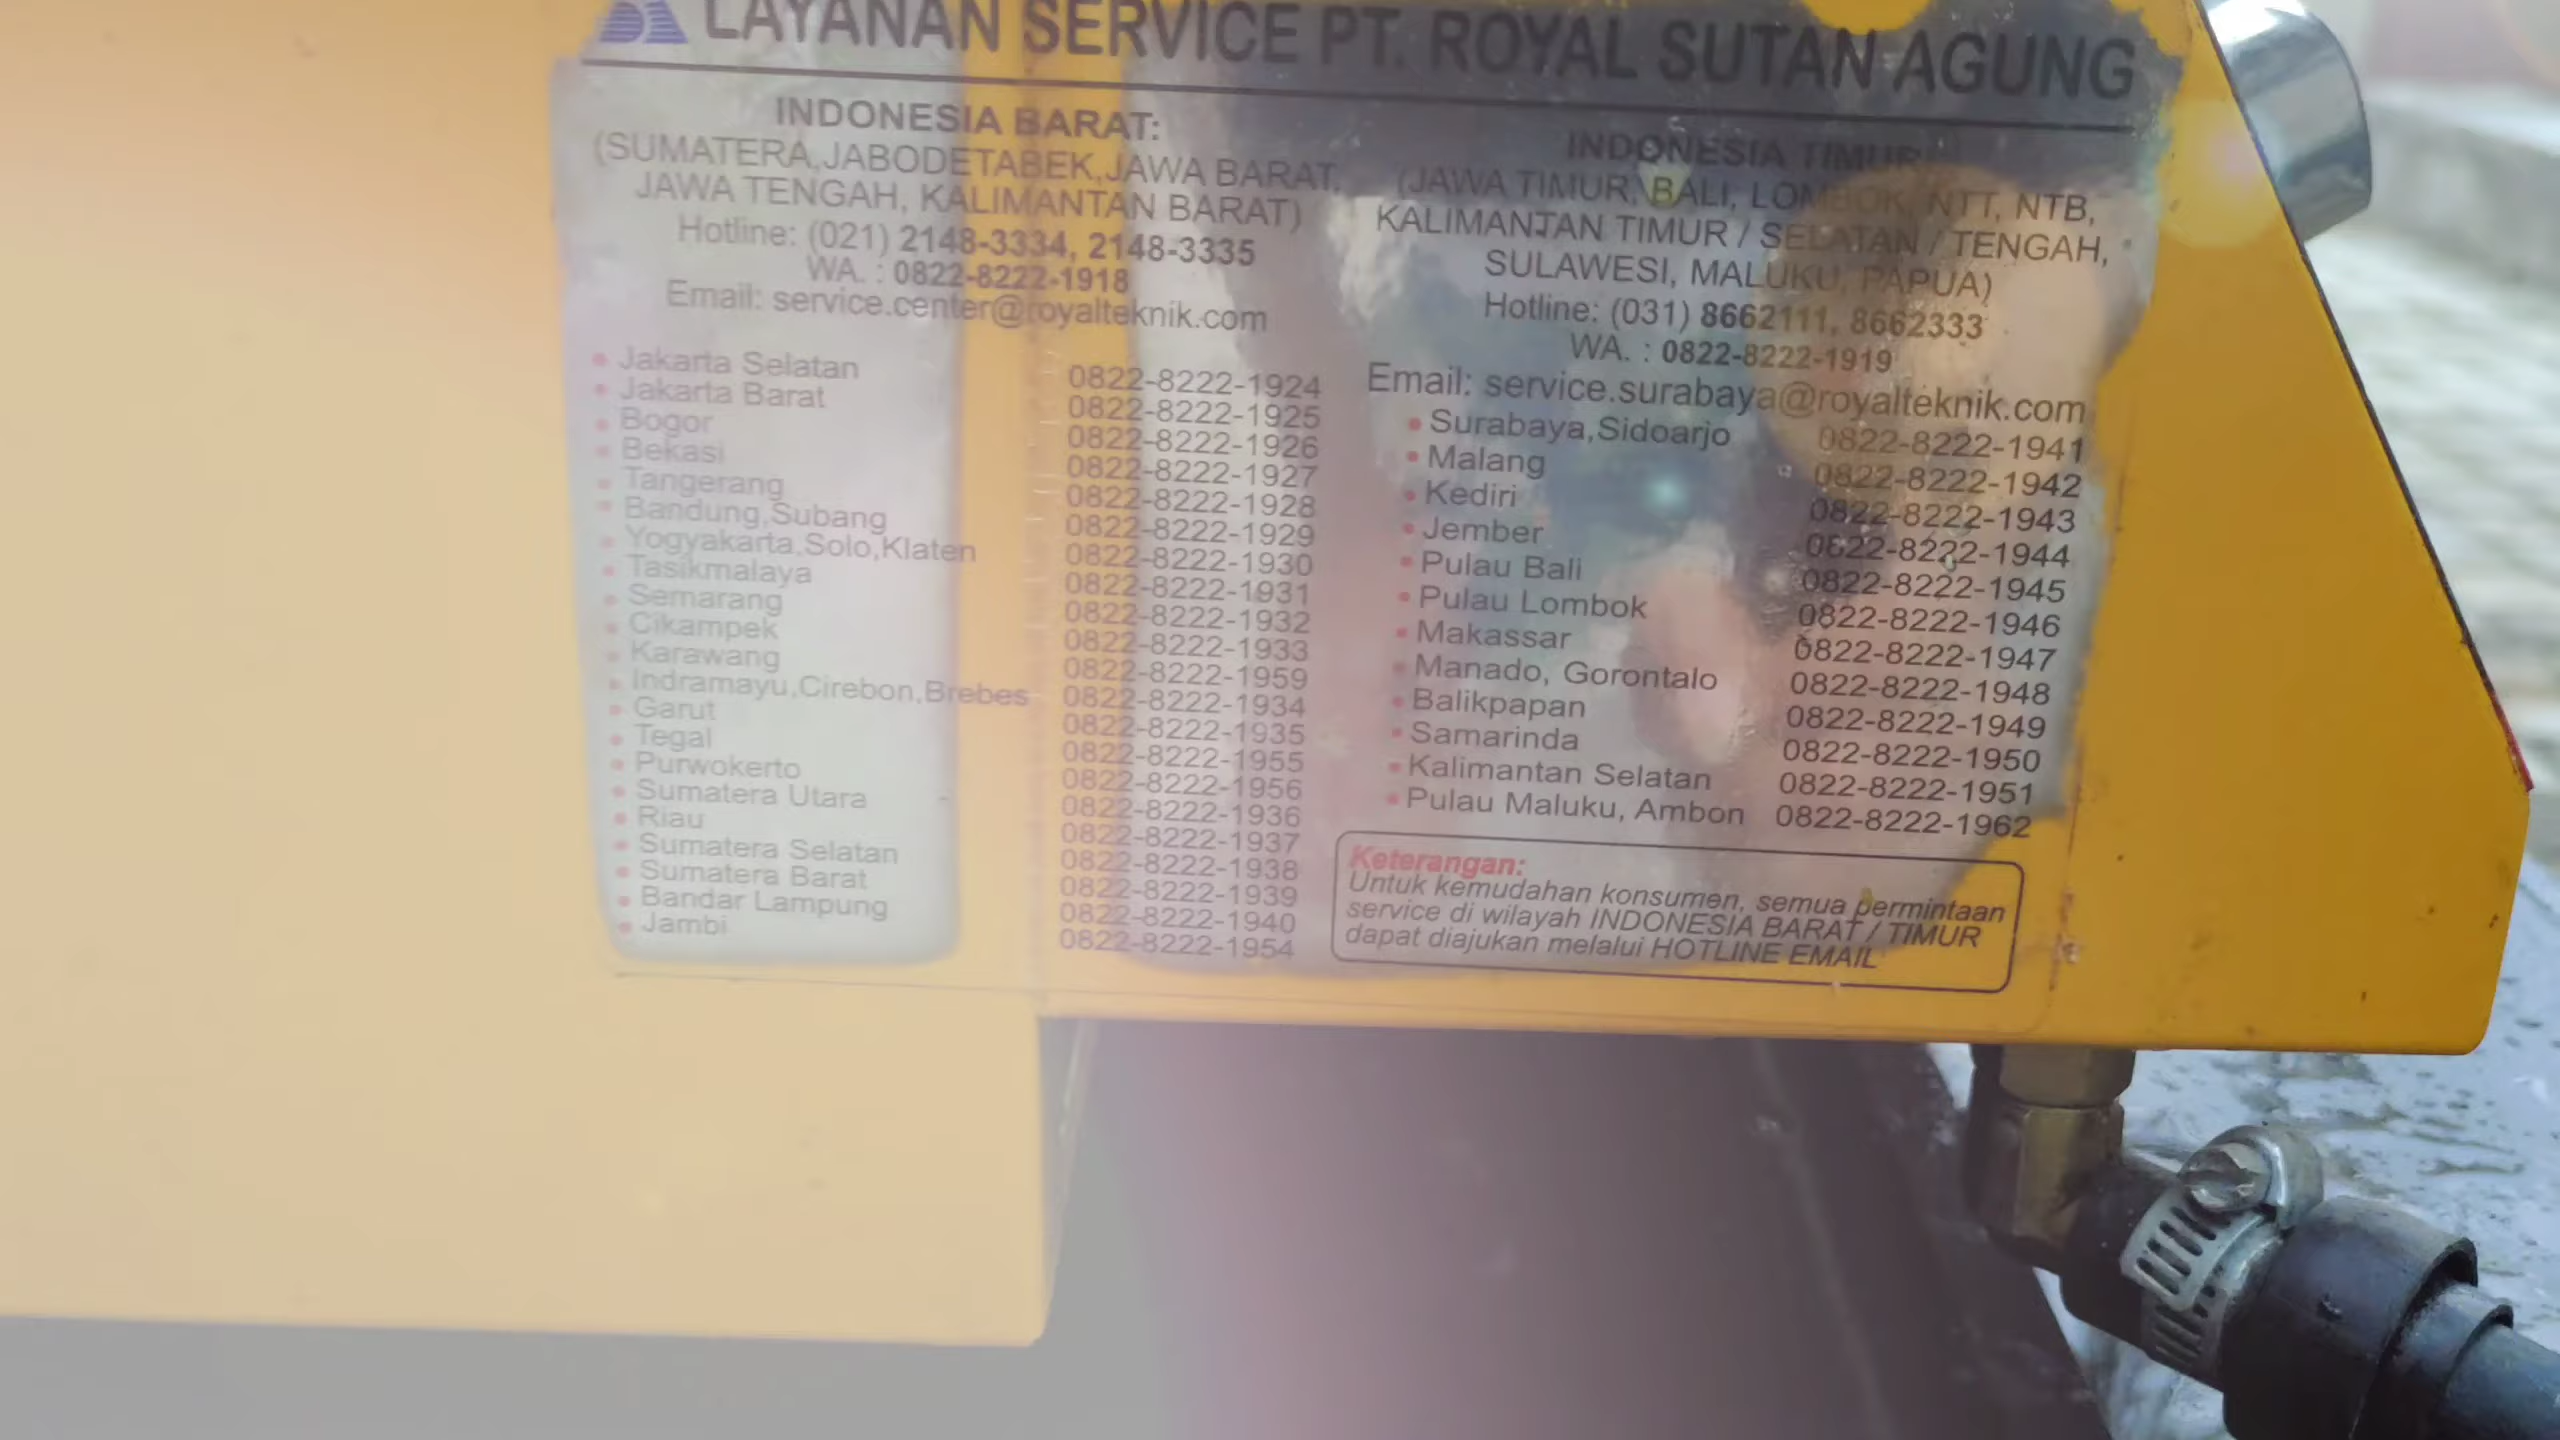 LAYANAN SERVICE PT. ROYAL SUTAN AGUNG
INDONESIA BARAT:
(SUMATERA,JABODETABEK,JAWA BARAT,
JAWA TENGAH, KALIMANTAN BARAT)
Hotline: (021) 2148-3334, 2148-3335
WA. : 0822-8222-1918
Email: service.center@royalteknik.com
• Jakarta Selatan 0822-8222-1924
• Jakarta Barat 0822-8222-1925
• Bogor 0822-8222-1926
• Bekasi 0822-8222-1927
• Tangerang 0822-8222-1928
• Bandung,Subang 0822-8222-1929
• Yogyakarta,Solo,Klaten 0822-8222-1930
• Tasikmalaya 0822-8222-1931
• Semarang 0822-8222-1932
• Cikampek 0822-8222-1933
• Karawang 0822-8222-1959
• Indramayu,Cirebon,Brebes 0822-8222-1934
• Garut 0822-8222-1935
• Tegal 0822-8222-1955
• Purwokerto 0822-8222-1956
• Sumatera Utara 0822-8222-1936
• Riau 0822-8222-1937
• Sumatera Selatan 0822-8222-1938
• Sumatera Barat 0822-8222-1939
• Bandar Lampung 0822-8222-1940
• Jambi 0822-8222-1954
INDONESIA TIMUR:
(JAWA TIMUR, BALI, LOMBOK, NTT, NTB,
KALIMANTAN TIMUR / SELATAN / TENGAH,
SULAWESI, MALUKU, PAPUA)
Hotline: (031) 8662111, 8662333
WA. : 0822-8222-1919
Email: service.surabaya@royalteknik.com
• Surabaya,Sidoarjo 0822-8222-1941
• Malang 0822-8222-1942
• Kediri 0822-8222-1943
• Jember 0822-8222-1944
• Pulau Bali 0822-8222-1945
• Pulau Lombok 0822-8222-1946
• Makassar 0822-8222-1947
• Manado, Gorontalo 0822-8222-1948
• Balikpapan 0822-8222-1949
• Samarinda 0822-8222-1950
• Kalimantan Selatan 0822-8222-1951
• Pulau Maluku, Ambon 0822-8222-1962
Keterangan:
Untuk kemudahan konsumen, semua permintaan
service di wilayah INDONESIA BARAT / TIMUR
dapat diajukan melalui HOTLINE EMAIL